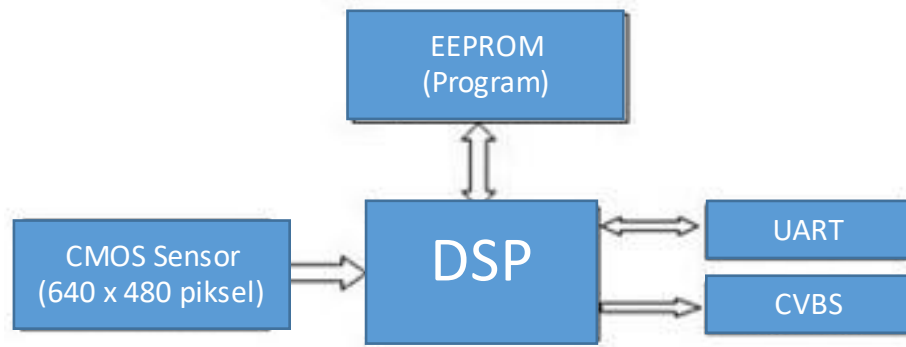 EEPROM
(Program)
CMOS Sensor
(640 x 480 piksel)
DSP
UART
CVBS